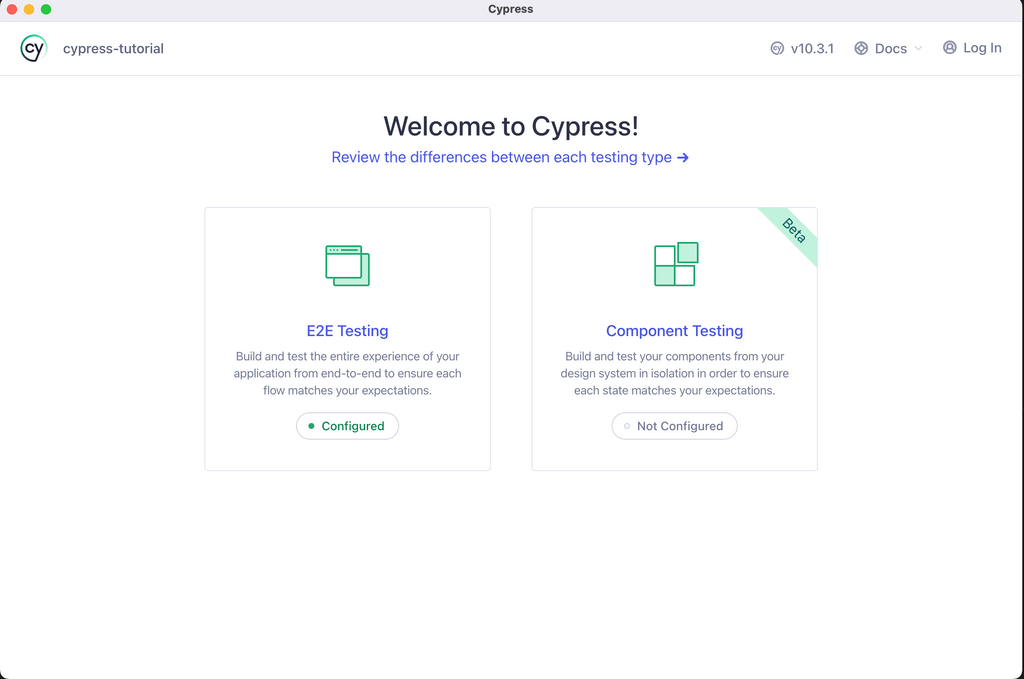 Cypress
cy cypress-tutorial
cy v10.3.1 Docs Log In
Welcome to Cypress!
Review the differences between each testing type →
Beta
E2E Testing
Build and test the entire experience of your
application from end-to-end to ensure each
flow matches your expectations.
Configured
Component Testing
Build and test your components from your
design system in isolation in order to ensure
each state matches your expectations.
Not Configured